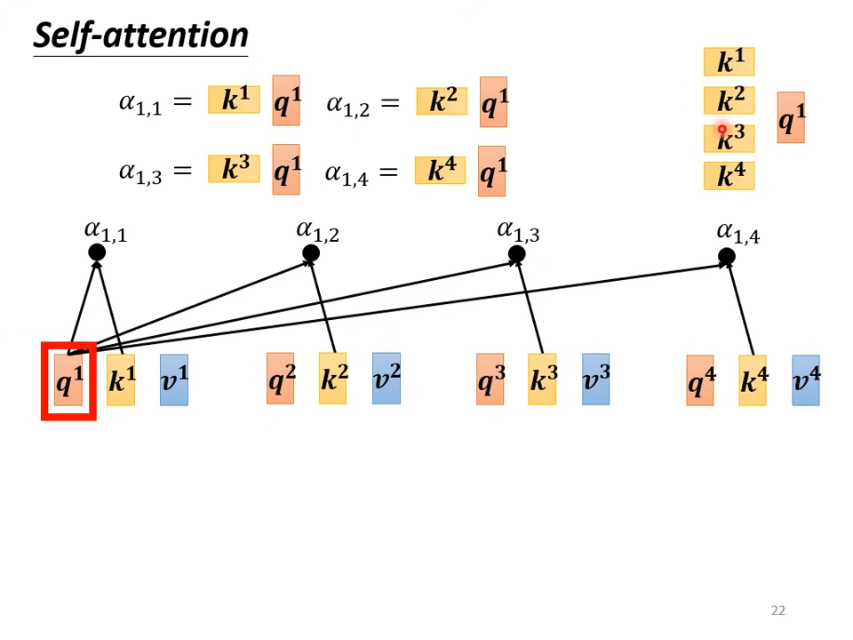 Self-attention
α₁,₁ = k¹ q¹ α₁,₂ = k² q¹
α₁,₃ = k³ q¹ α₁,₄ = k⁴ q¹
k¹
k²
k³ q¹
k⁴
α₁,₁ α₁,₂ α₁,₃ α₁,₄
q¹ k¹ v¹ q² k² v² q³ k³ v³ q⁴ k⁴ v⁴
22